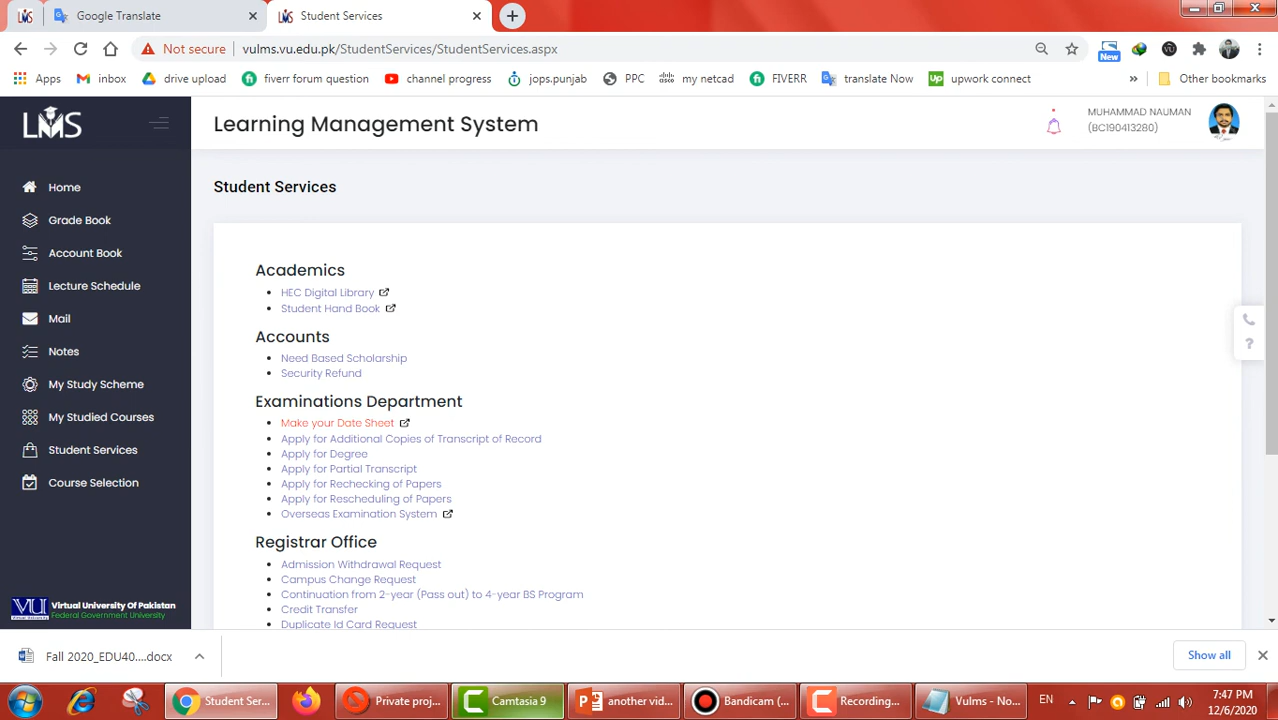 Google Translate
Student Services
Not secure
vulms.vu.edu.pk/StudentServices/StudentServices.aspx
New
Apps
inbox
drive upload
fiverr forum question
channel progress
jops.punjab
PPC
my netad
FIVERR
translate Now
upwork connect
»
Other bookmarks
LMS
Learning Management System
MUHAMMAD NAUMAN
(BC190413280)
Home
Grade Book
Account Book
Lecture Schedule
Mail
Notes
My Study Scheme
My Studied Courses
Student Services
Course Selection
VU
Virtual University Of Pakistan
Federal Government University
Student Services
Academics
HEC Digital Library
Student Hand Book
Accounts
Need Based Scholarship
Security Refund
Examinations Department
Make your Date Sheet
Apply for Additional Copies of Transcript of Record
Apply for Degree
Apply for Partial Transcript
Apply for Rechecking of Papers
Apply for Rescheduling of Papers
Overseas Examination System
Registrar Office
Admission Withdrawal Request
Campus Change Request
Continuation from 2-year (Pass out) to 4-year BS Program
Credit Transfer
Duplicate Id Card Request
Fall 2020_EDU40....docx
Show all
Student Ser...
Private proj...
Camtasia 9
another vid...
Bandicam (...
Recording...
Vulms - No...
EN
7:47 PM
12/6/2020